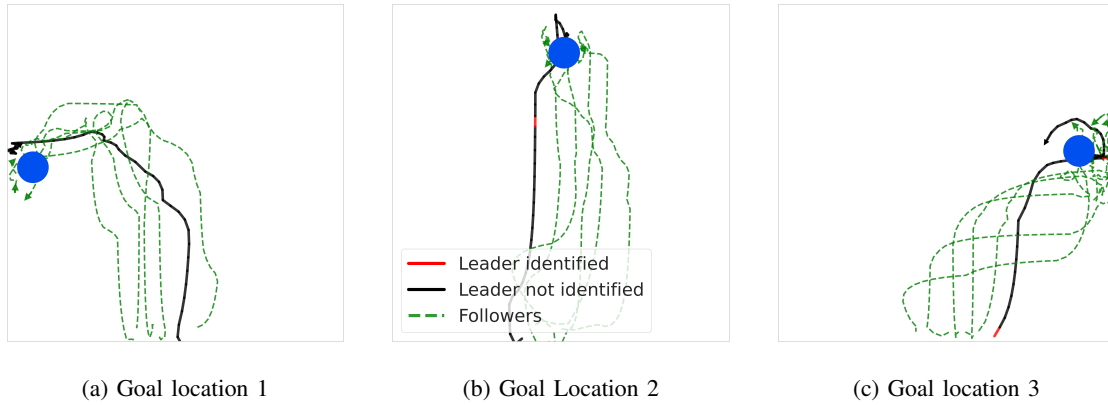 Leader identified
Leader not identified
Followers
(a) Goal location 1
(b) Goal Location 2
(c) Goal location 3